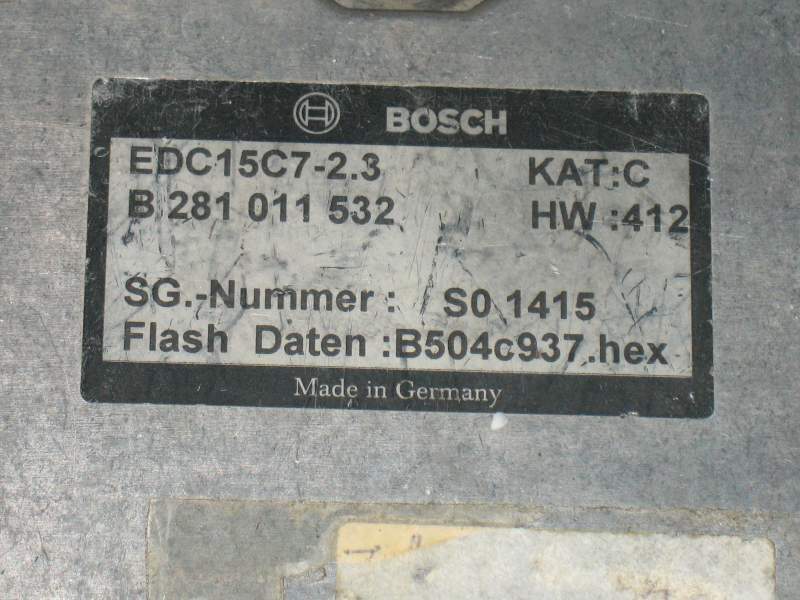 BOSCH
EDC15C7-2.3 KAT:C
B 281 011 532 HW :412
SG.-Nummer : S0 1415
Flash Daten :B504c937.hex
Made in Germany